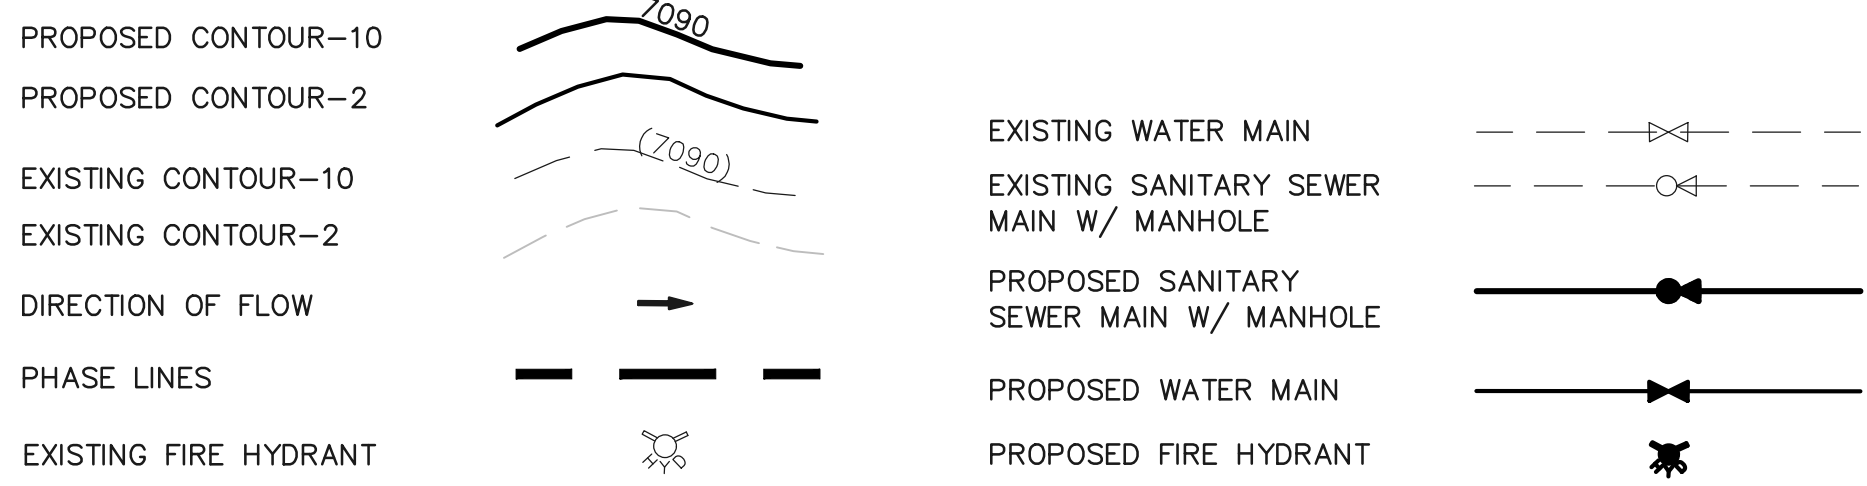 PROPOSED CONTOUR-10
7090
PROPOSED CONTOUR-2
EXISTING CONTOUR-10
(7090)
EXISTING CONTOUR-2
DIRECTION OF FLOW
PHASE LINES
EXISTING FIRE HYDRANT
HYD
EXISTING WATER MAIN
EXISTING SANITARY SEWER
MAIN W/ MANHOLE
PROPOSED SANITARY
SEWER MAIN W/ MANHOLE
PROPOSED WATER MAIN
PROPOSED FIRE HYDRANT
HYD